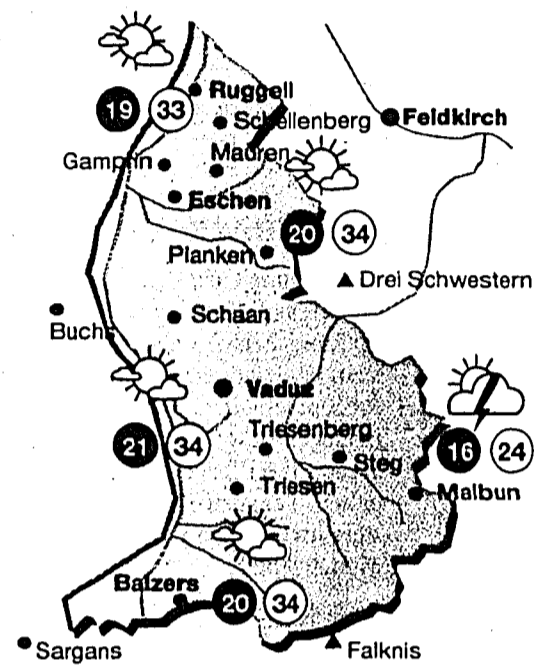 Ruggell
19 33
Schellenberg
Feldkirch
Mauren
Gamprin
Eschen
20 34
Planken
Drei Schwestern
Schaan
Buchs
Vaduz
21 34
Triesenberg
16 24
Steg
Triesen
Malbun
Balzers
20 34
Sargans
Falknis